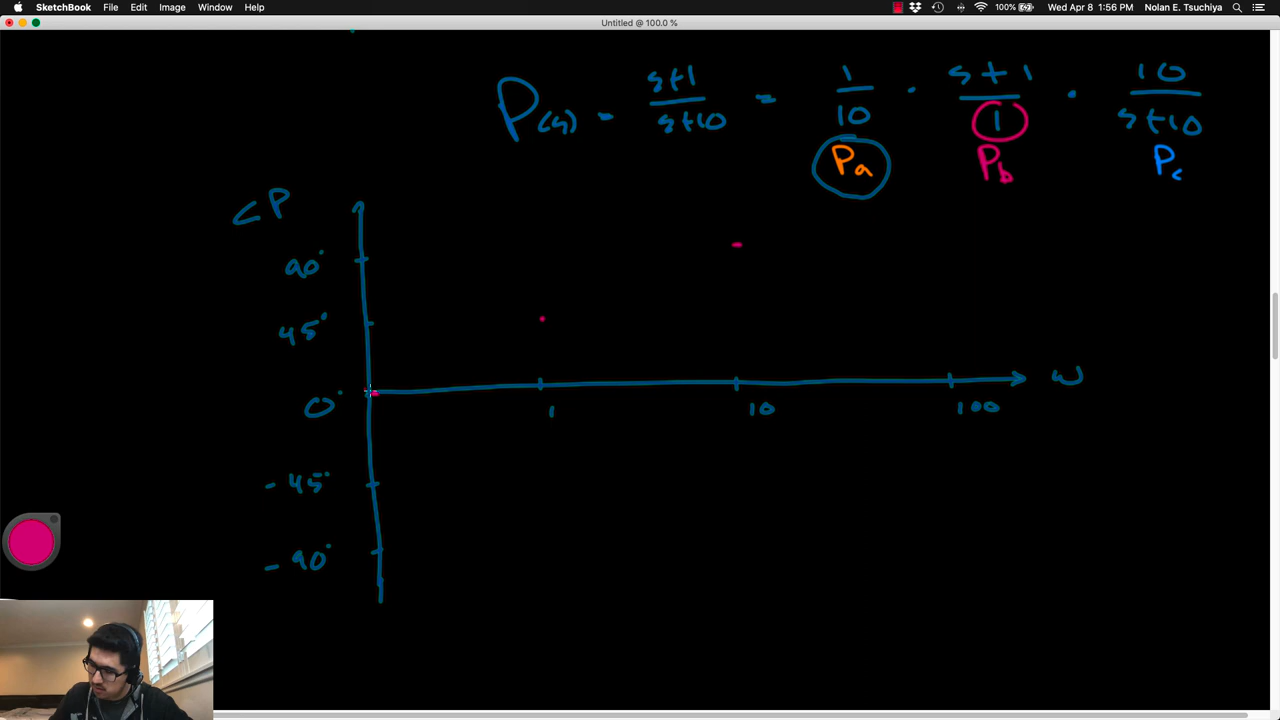 SketchBook File Edit Image Window Help 100% Wed Apr 8 1:56 PM Nolan E. Tsuchiya
Untitled @ 100.0 %
P(s) = s+1/s+10 = 1/10 · s+1/1 · 10/s+10
Pa Pb Pc
<P
90°
45°
0°
1 10 100 ω
-45°
-90°